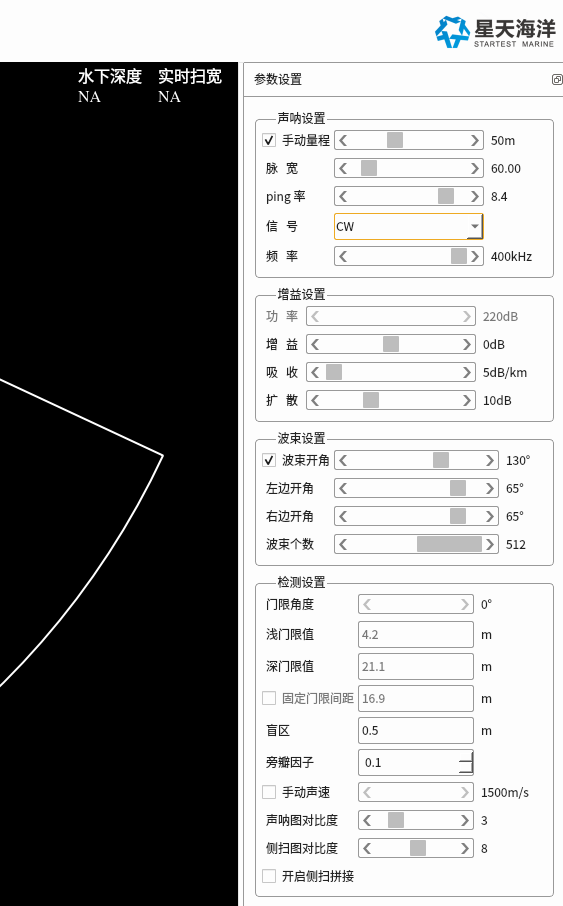 星天海洋
STARTEST MARINE
水下深度 实时扫宽
NA NA
参数设置
声呐设置
手动量程 50m
脉 宽 60.00
ping 率 8.4
信 号 CW
频 率 400kHz
增益设置
功 率 220dB
增 益 0dB
吸 收 5dB/km
扩 散 10dB
波束设置
波束开角 130°
左边开角 65°
右边开角 65°
波束个数 512
检测设置
门限角度 0°
浅门限值 4.2 m
深门限值 21.1 m
固定门限间距 16.9 m
盲区 0.5 m
旁瓣因子 0.1
手动声速 1500m/s
声呐图对比度 3
侧扫图对比度 8
开启侧扫拼接